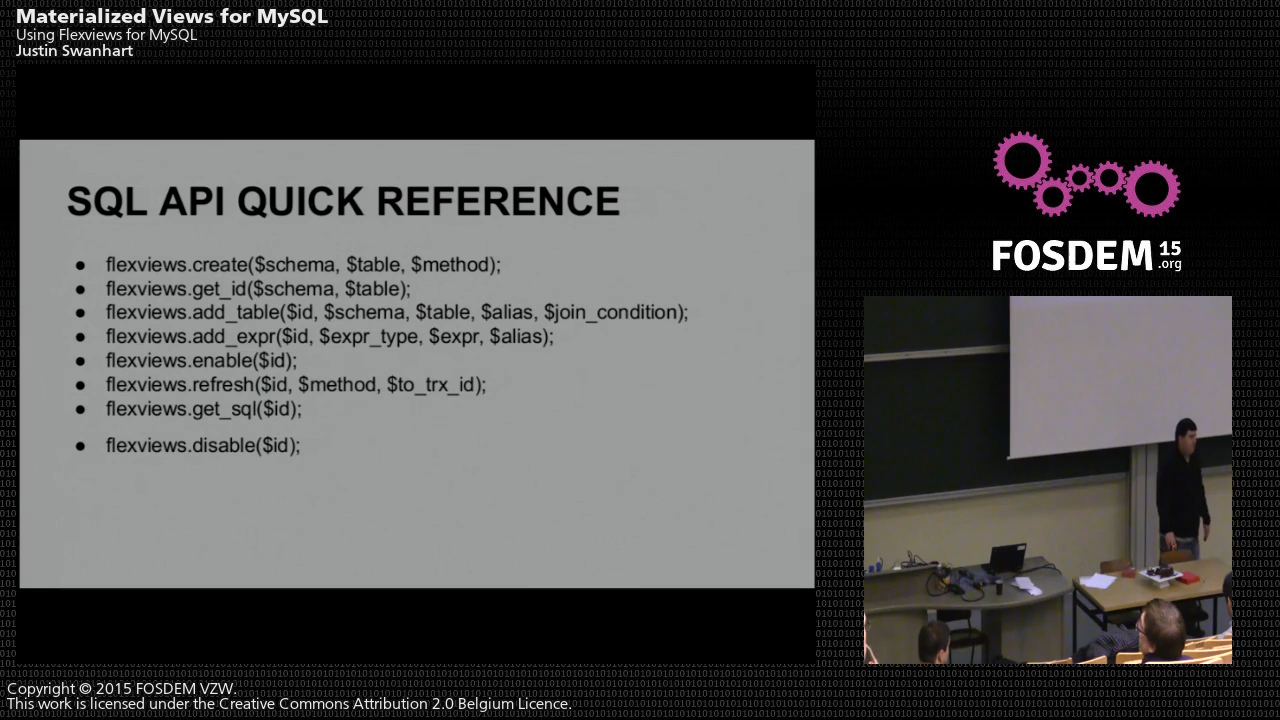 Materialized Views for MySQL
Using Flexviews for MySQL
Justin Swanhart
SQL API QUICK REFERENCE
● flexviews.create($schema, $table, $method);
● flexviews.get_id($schema, $table);
● flexviews.add_table($id, $schema, $table, $alias, $join_condition);
● flexviews.add_expr($id, $expr_type, $expr, $alias);
● flexviews.enable($id);
● flexviews.refresh($id, $method, $to_trx_id);
● flexviews.get_sql($id);
● flexviews.disable($id);
FOSDEM 15
.org
Copyright © 2015 FOSDEM VZW.
This work is licensed under the Creative Commons Attribution 2.0 Belgium Licence.